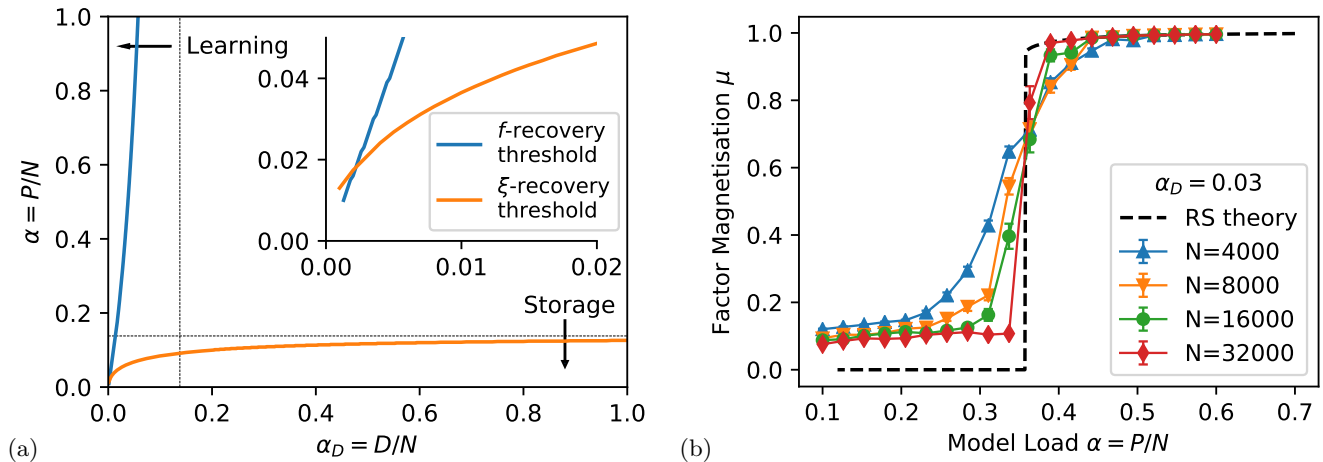 1.0
0.8
0.6
0.4
0.2
0.0
α = P/N
0.0 0.2 0.4 0.6 0.8 1.0
α_D = D/N
Learning
Storage
0.04
0.02
0.00
0.00 0.01 0.02
f-recovery
threshold
ξ-recovery
threshold
(a)
1.0
0.8
0.6
0.4
0.2
0.0
Factor Magnetisation μ
0.1 0.2 0.3 0.4 0.5 0.6 0.7
Model Load α = P/N
α_D = 0.03
RS theory
N=4000
N=8000
N=16000
N=32000
(b)